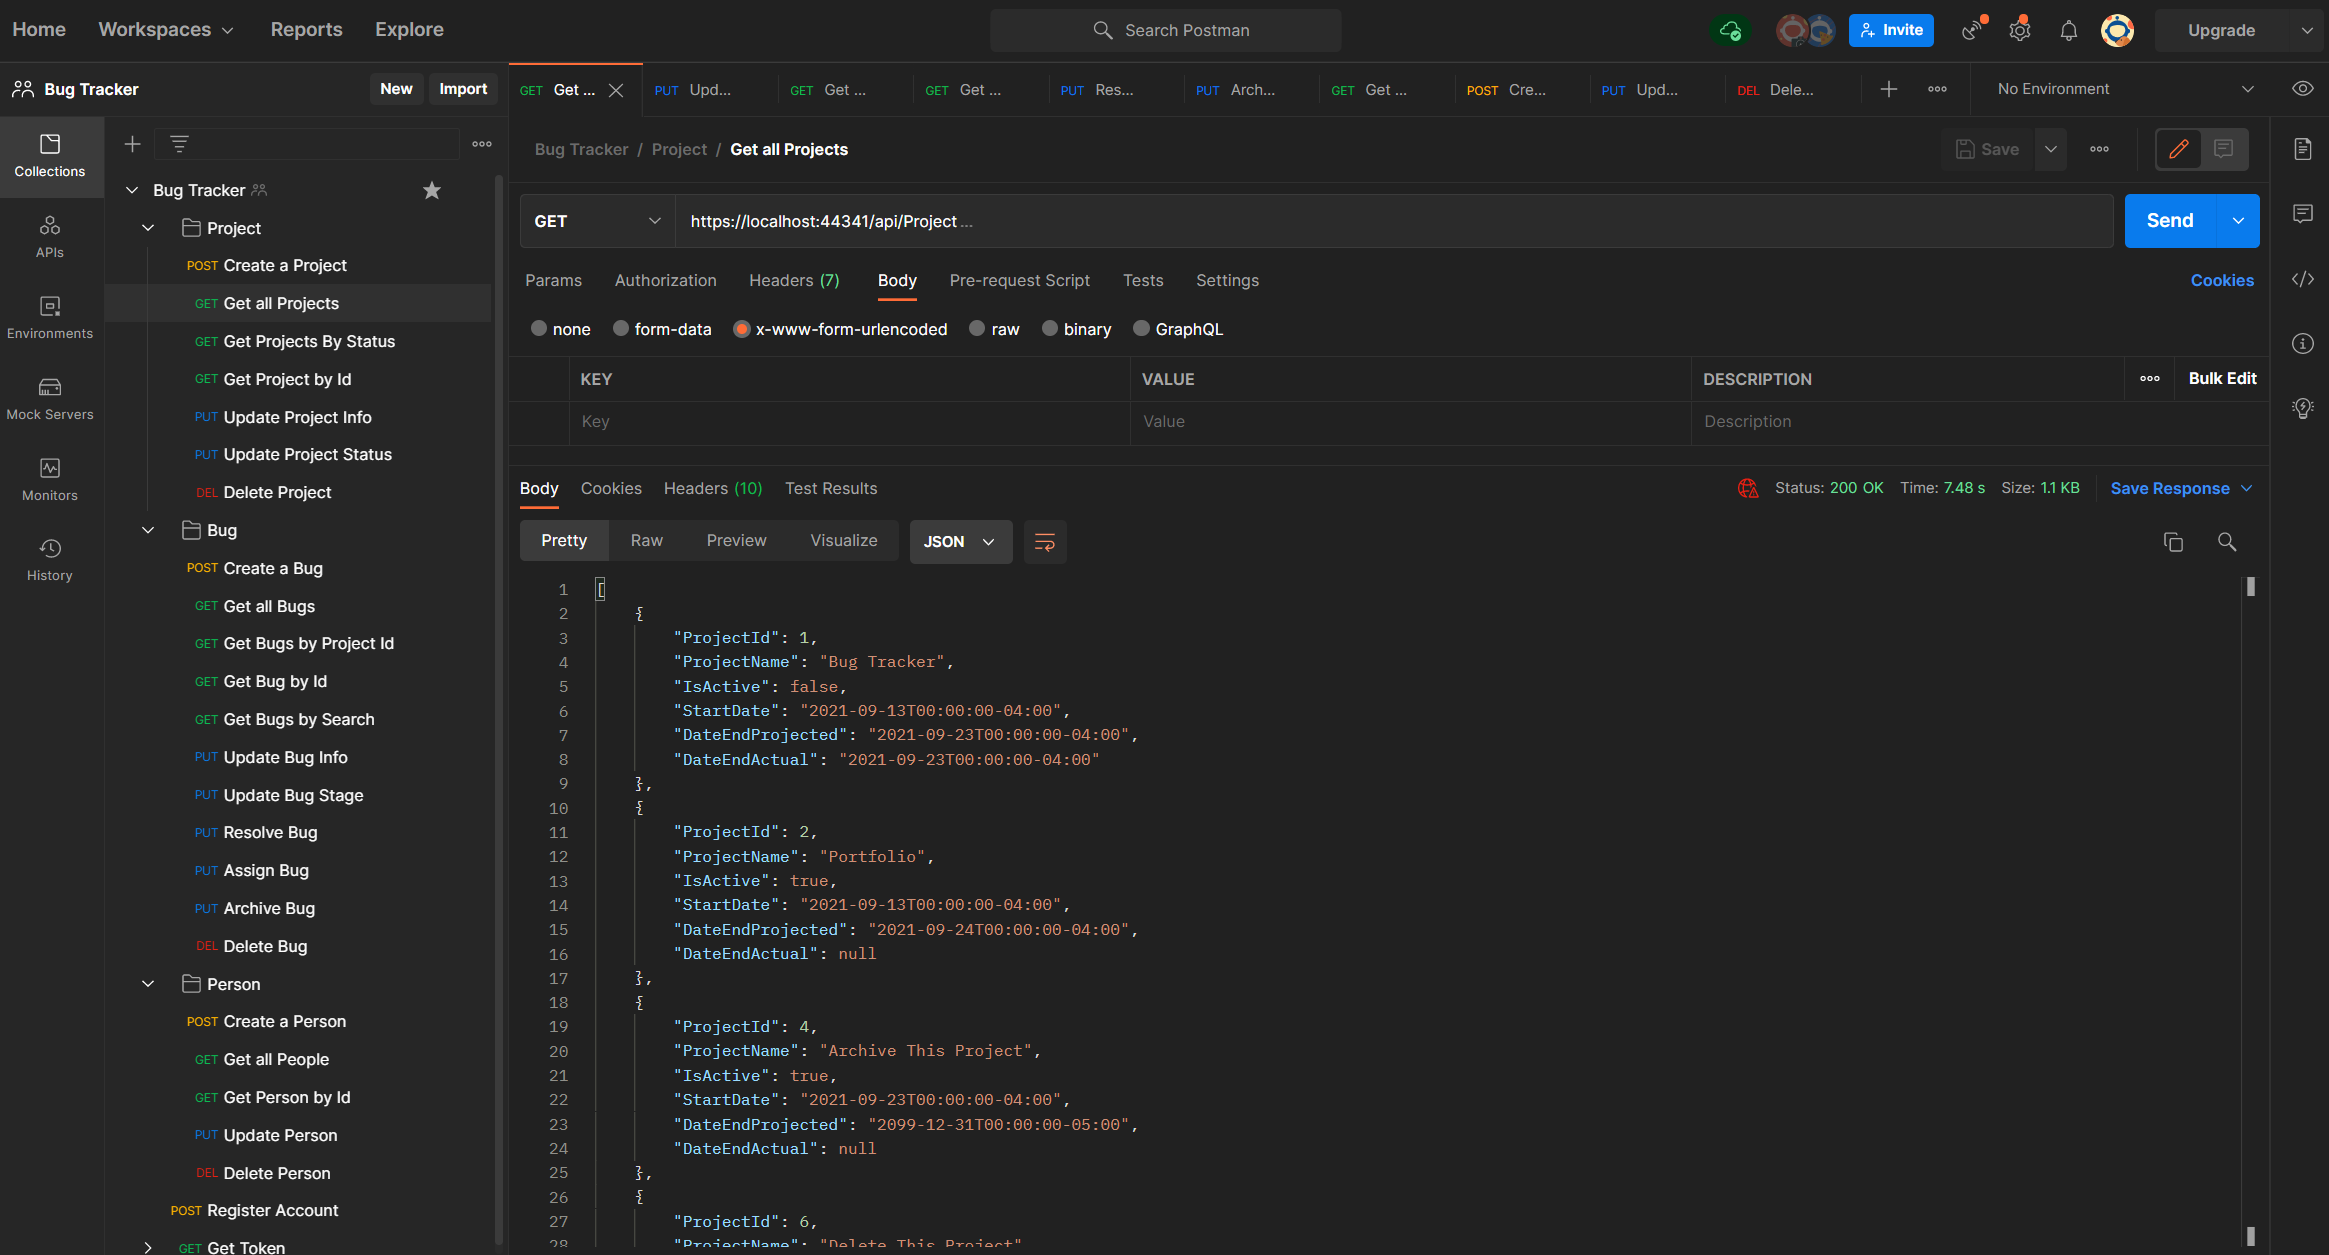 Home Workspaces Reports Explore Search Postman Invite Upgrade
Bug Tracker New Import
GET Get ... PUT Upd... GET Get ... GET Get ... PUT Res... PUT Arch... GET Get ... POST Cre... PUT Upd... DEL Dele... No Environment
Collections
APIs
Environments
Mock Servers
Monitors
History
Bug Tracker
Project
POST Create a Project
GET Get all Projects
GET Get Projects By Status
GET Get Project by Id
PUT Update Project Info
PUT Update Project Status
DEL Delete Project
Bug
POST Create a Bug
GET Get all Bugs
GET Get Bugs by Project Id
GET Get Bug by Id
GET Get Bugs by Search
PUT Update Bug Info
PUT Update Bug Stage
PUT Resolve Bug
PUT Assign Bug
PUT Archive Bug
DEL Delete Bug
Person
POST Create a Person
GET Get all People
GET Get Person by Id
PUT Update Person
DEL Delete Person
POST Register Account
GET Get Token
Bug Tracker / Project / Get all Projects Save
GET https://localhost:44341/api/Project ... Send
Params Authorization Headers (7) Body Pre-request Script Tests Settings Cookies
none form-data x-www-form-urlencoded raw binary GraphQL
KEY VALUE DESCRIPTION Bulk Edit
Key Value Description
Body Cookies Headers (10) Test Results Status: 200 OK Time: 7.48 s Size: 1.1 KB Save Response
Pretty Raw Preview Visualize JSON
1 [
2 {
3 "ProjectId": 1,
4 "ProjectName": "Bug Tracker",
5 "IsActive": false,
6 "StartDate": "2021-09-13T00:00:00-04:00",
7 "DateEndProjected": "2021-09-23T00:00:00-04:00",
8 "DateEndActual": "2021-09-23T00:00:00-04:00"
9 },
10 {
11 "ProjectId": 2,
12 "ProjectName": "Portfolio",
13 "IsActive": true,
14 "StartDate": "2021-09-13T00:00:00-04:00",
15 "DateEndProjected": "2021-09-24T00:00:00-04:00",
16 "DateEndActual": null
17 },
18 {
19 "ProjectId": 4,
20 "ProjectName": "Archive This Project",
21 "IsActive": true,
22 "StartDate": "2021-09-23T00:00:00-04:00",
23 "DateEndProjected": "2099-12-31T00:00:00-05:00",
24 "DateEndActual": null
25 },
26 {
27 "ProjectId": 6,
28 "ProjectName": "Delete This Project"